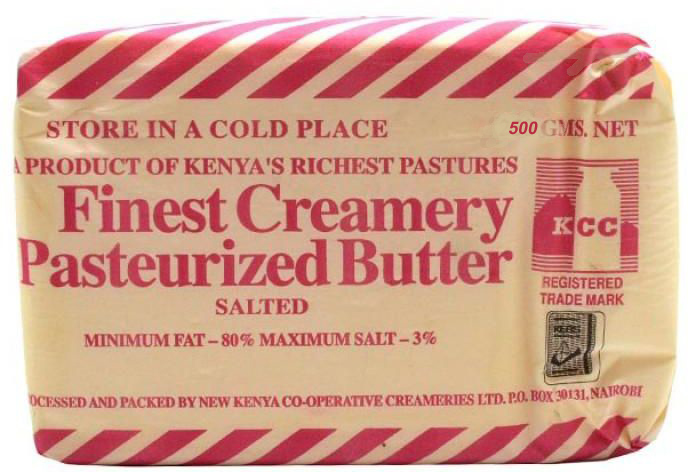 STORE IN A COLD PLACE
500 GMS. NET
A PRODUCT OF KENYA'S RICHEST PASTURES
Finest Creamery
Pasteurized Butter
SALTED
MINIMUM FAT – 80% MAXIMUM SALT – 3%
KCC
REGISTERED
TRADE MARK
KEBS
OCESSED AND PACKED BY NEW KENYA CO-OPERATIVE CREAMERIES LTD. P.O. BOX 30131, NAIROBI